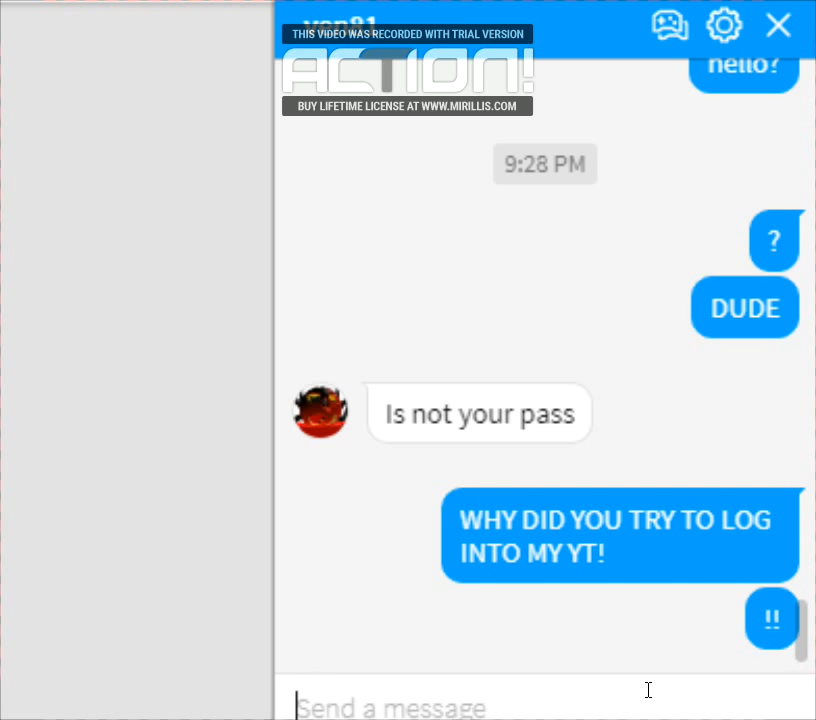 THIS VIDEO WAS RECORDED WITH TRIAL VERSION
ACTION!
BUY LIFETIME LICENSE AT WWW.MIRILLIS.COM
hello?
9:28 PM
?
DUDE
Is not your pass
WHY DID YOU TRY TO LOG
INTO MY YT!
!!
Send a message